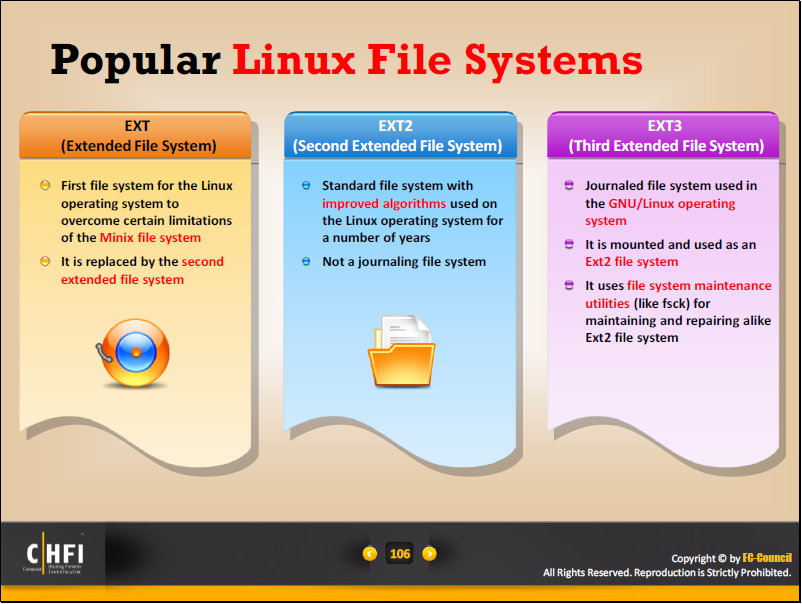 Popular Linux File Systems
EXT
(Extended File System)
First file system for the Linux
operating system to
overcome certain limitations
of the Minix file system
It is replaced by the second
extended file system
EXT2
(Second Extended File System)
Standard file system with
improved algorithms used on
the Linux operating system for
a number of years
Not a journaling file system
EXT3
(Third Extended File System)
Journaled file system used in
the GNU/Linux operating
system
It is mounted and used as an
Ext2 file system
It uses file system maintenance
utilities (like fsck) for
maintaining and repairing alike
Ext2 file system
CHFI
Computer Hacking Forensic
INVESTIGATOR
106
Copyright © by EC-Council
All Rights Reserved. Reproduction is Strictly Prohibited.